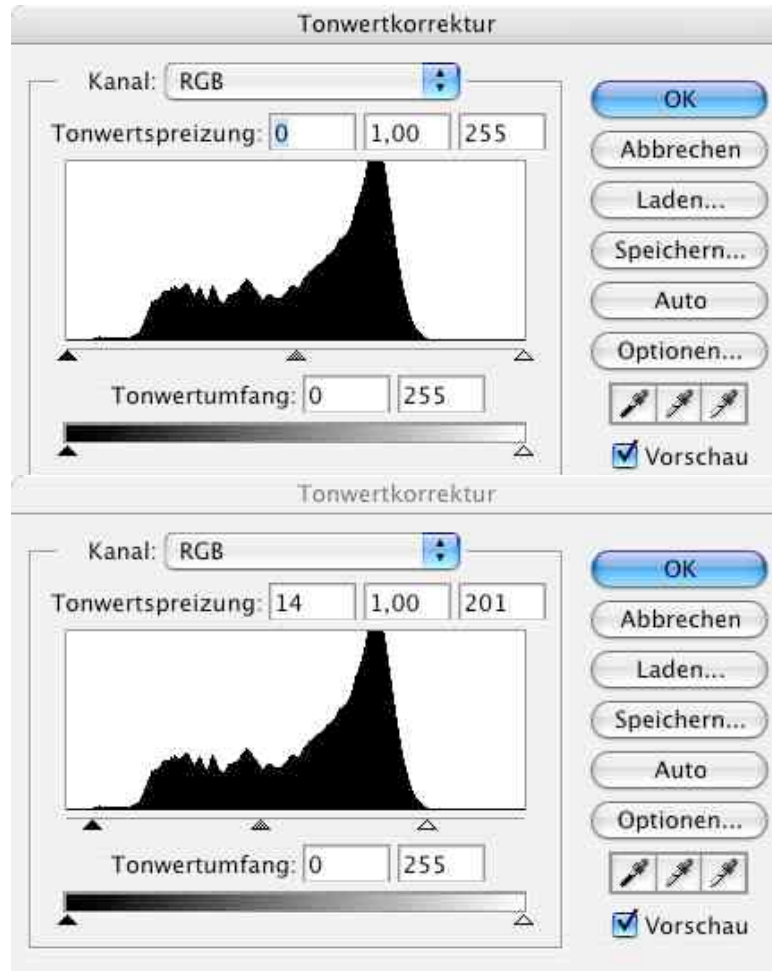 Tonwertkorrektur
Kanal: RGB
Tonwertspreizung: 0 1,00 255
Tonwertumfang: 0 255
OK
Abbrechen
Laden...
Speichern...
Auto
Optionen...
Vorschau
Tonwertkorrektur
Kanal: RGB
Tonwertspreizung: 14 1,00 201
Tonwertumfang: 0 255
OK
Abbrechen
Laden...
Speichern...
Auto
Optionen...
Vorschau